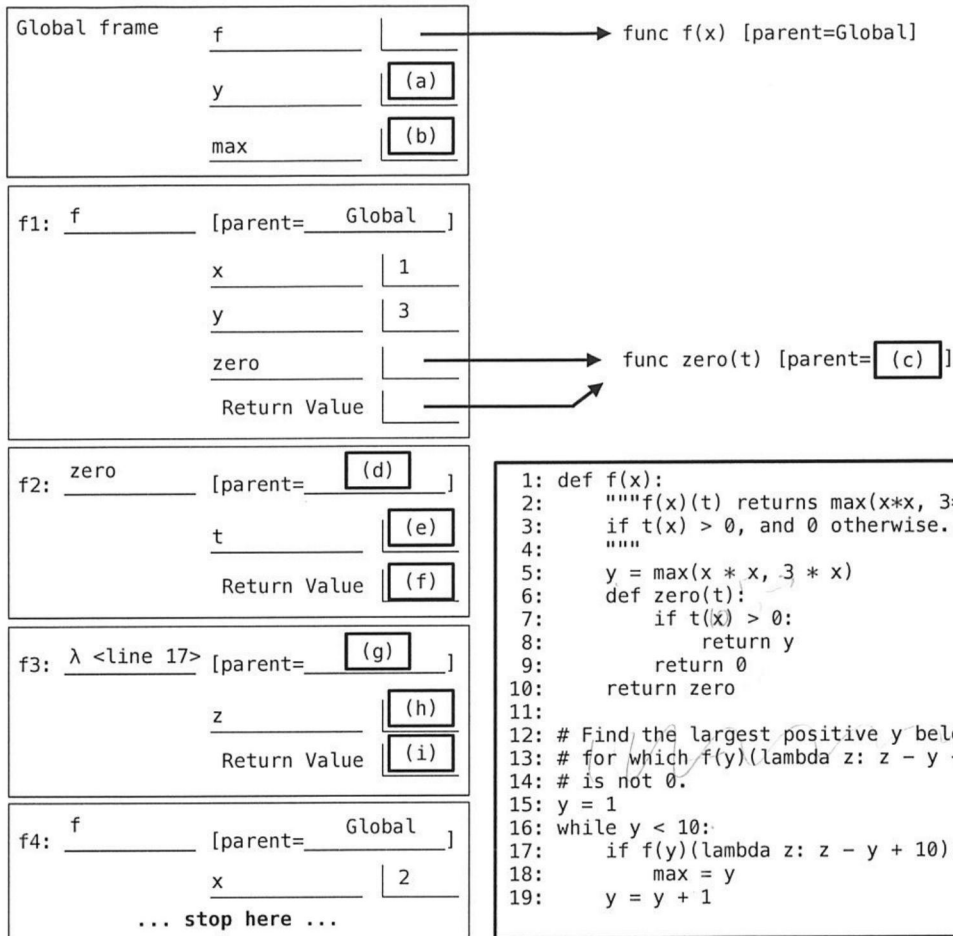 Global frame
f
func f(x) [parent=Global]
y
(a)
max
(b)
f1: f [parent= Global ]
x 1
y 3
zero
func zero(t) [parent= (c) ]
Return Value
f2: zero [parent= (d) ]
t (e)
Return Value (f)
f3: λ <line 17> [parent= (g) ]
z (h)
Return Value (i)
f4: f [parent= Global ]
x 2
... stop here ...
1: def f(x):
2: """f(x)(t) returns max(x*x, 3
3: if t(x) > 0, and 0 otherwise.
4: """
5: y = max(x * x, 3 * x)
6: def zero(t):
7: if t(x) > 0:
8: return y
9: return 0
10: return zero
11:
12: # Find the largest positive y
13: # for which f(y)(lambda z: z - y
14: # is not 0.
15: y = 1
16: while y < 10:
17: if f(y)(lambda z: z - y + 10)
18: max = y
19: y = y + 1